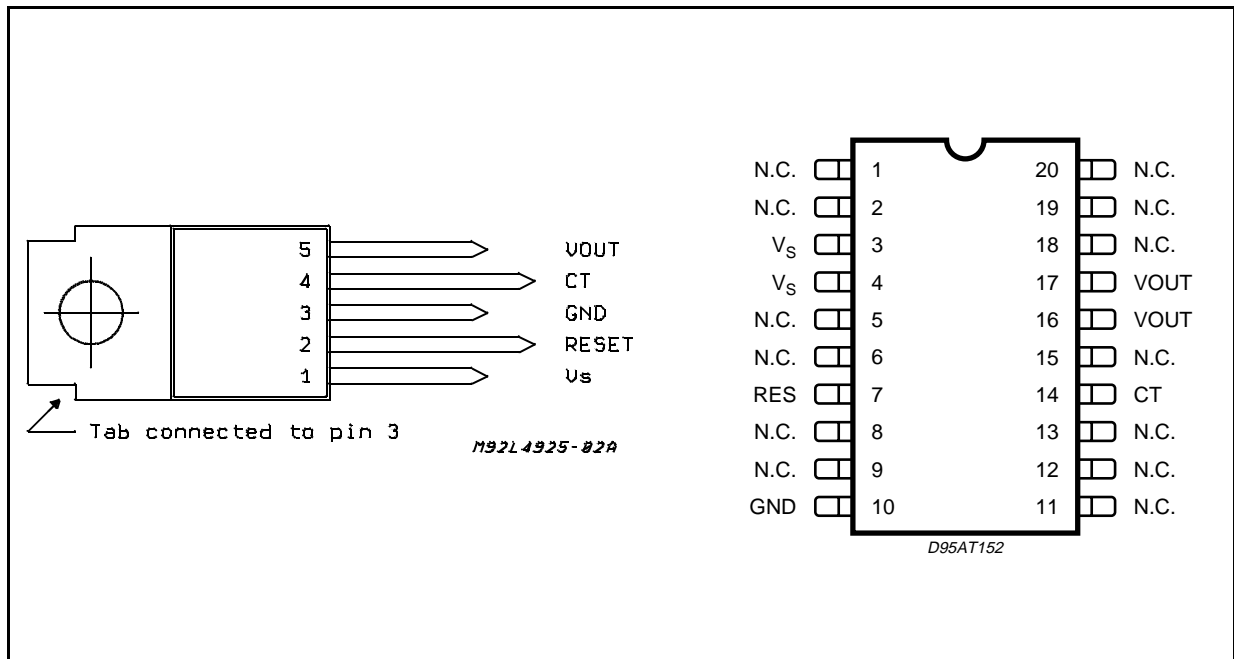 5 VOUT
4 CT
3 GND
2 RESET
1 Vs
Tab connected to pin 3
M92L4925-02A
N.C. 1 20 N.C.
N.C. 2 19 N.C.
VS 3 18 N.C.
VS 4 17 VOUT
N.C. 5 16 VOUT
N.C. 6 15 N.C.
RES 7 14 CT
N.C. 8 13 N.C.
N.C. 9 12 N.C.
GND 10 11 N.C.
D95AT152